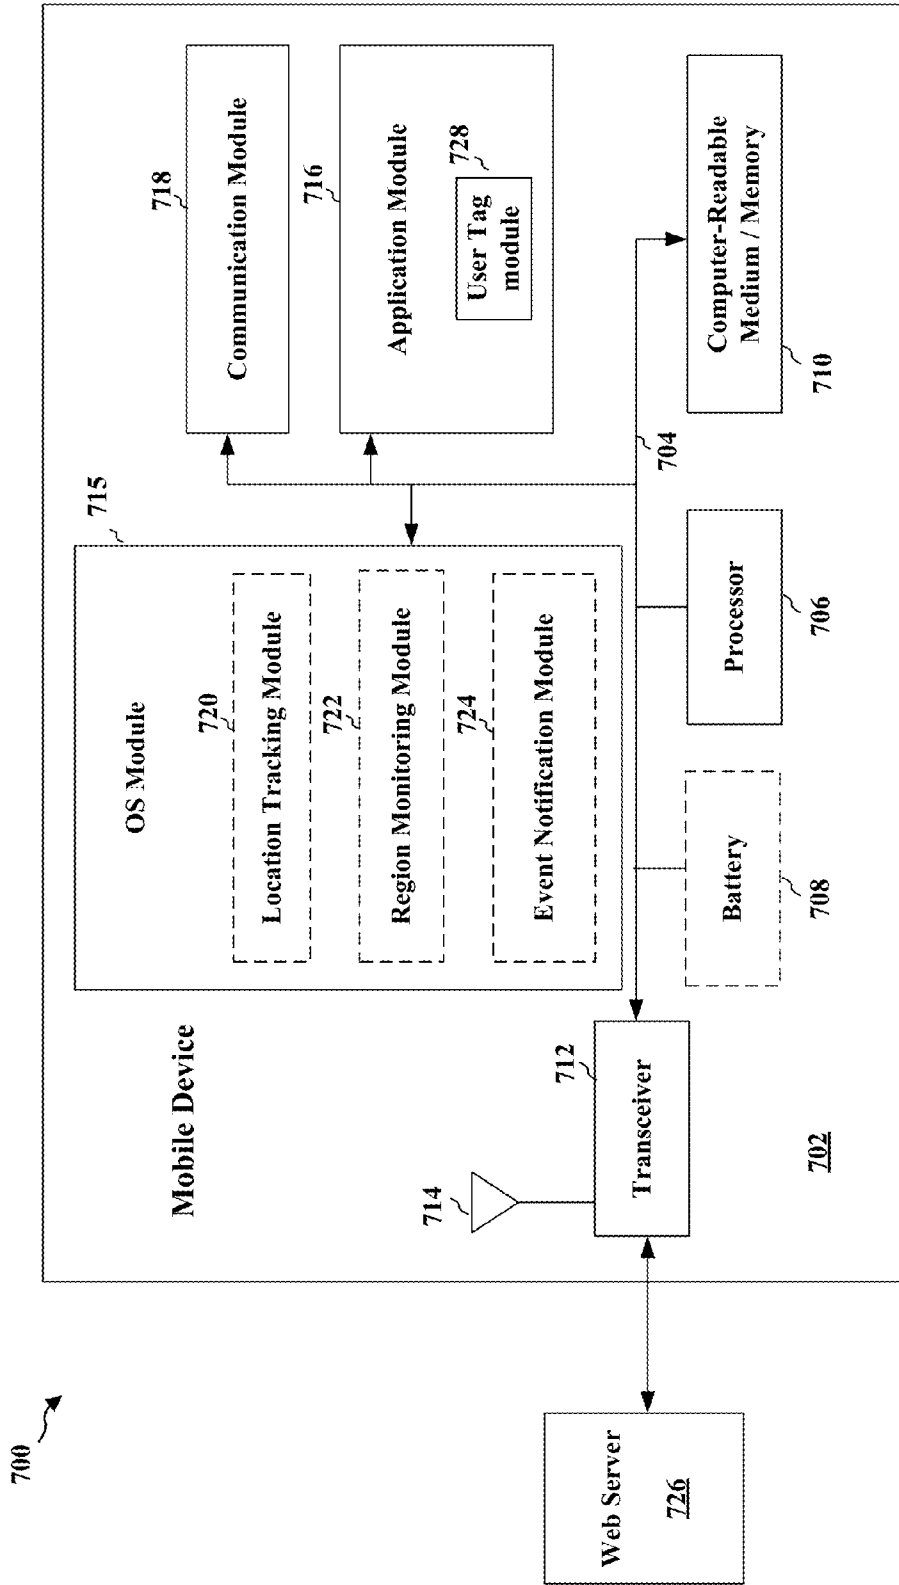 700
Mobile Device
OS Module
715
720
Location Tracking Module
722
Region Monitoring Module
724
Event Notification Module
718
Communication Module
716
Application Module
728
User Tag
module
714
712
Transceiver
704
Web Server
726
702
Battery
708
Processor
706
Computer-Readable
Medium / Memory
710